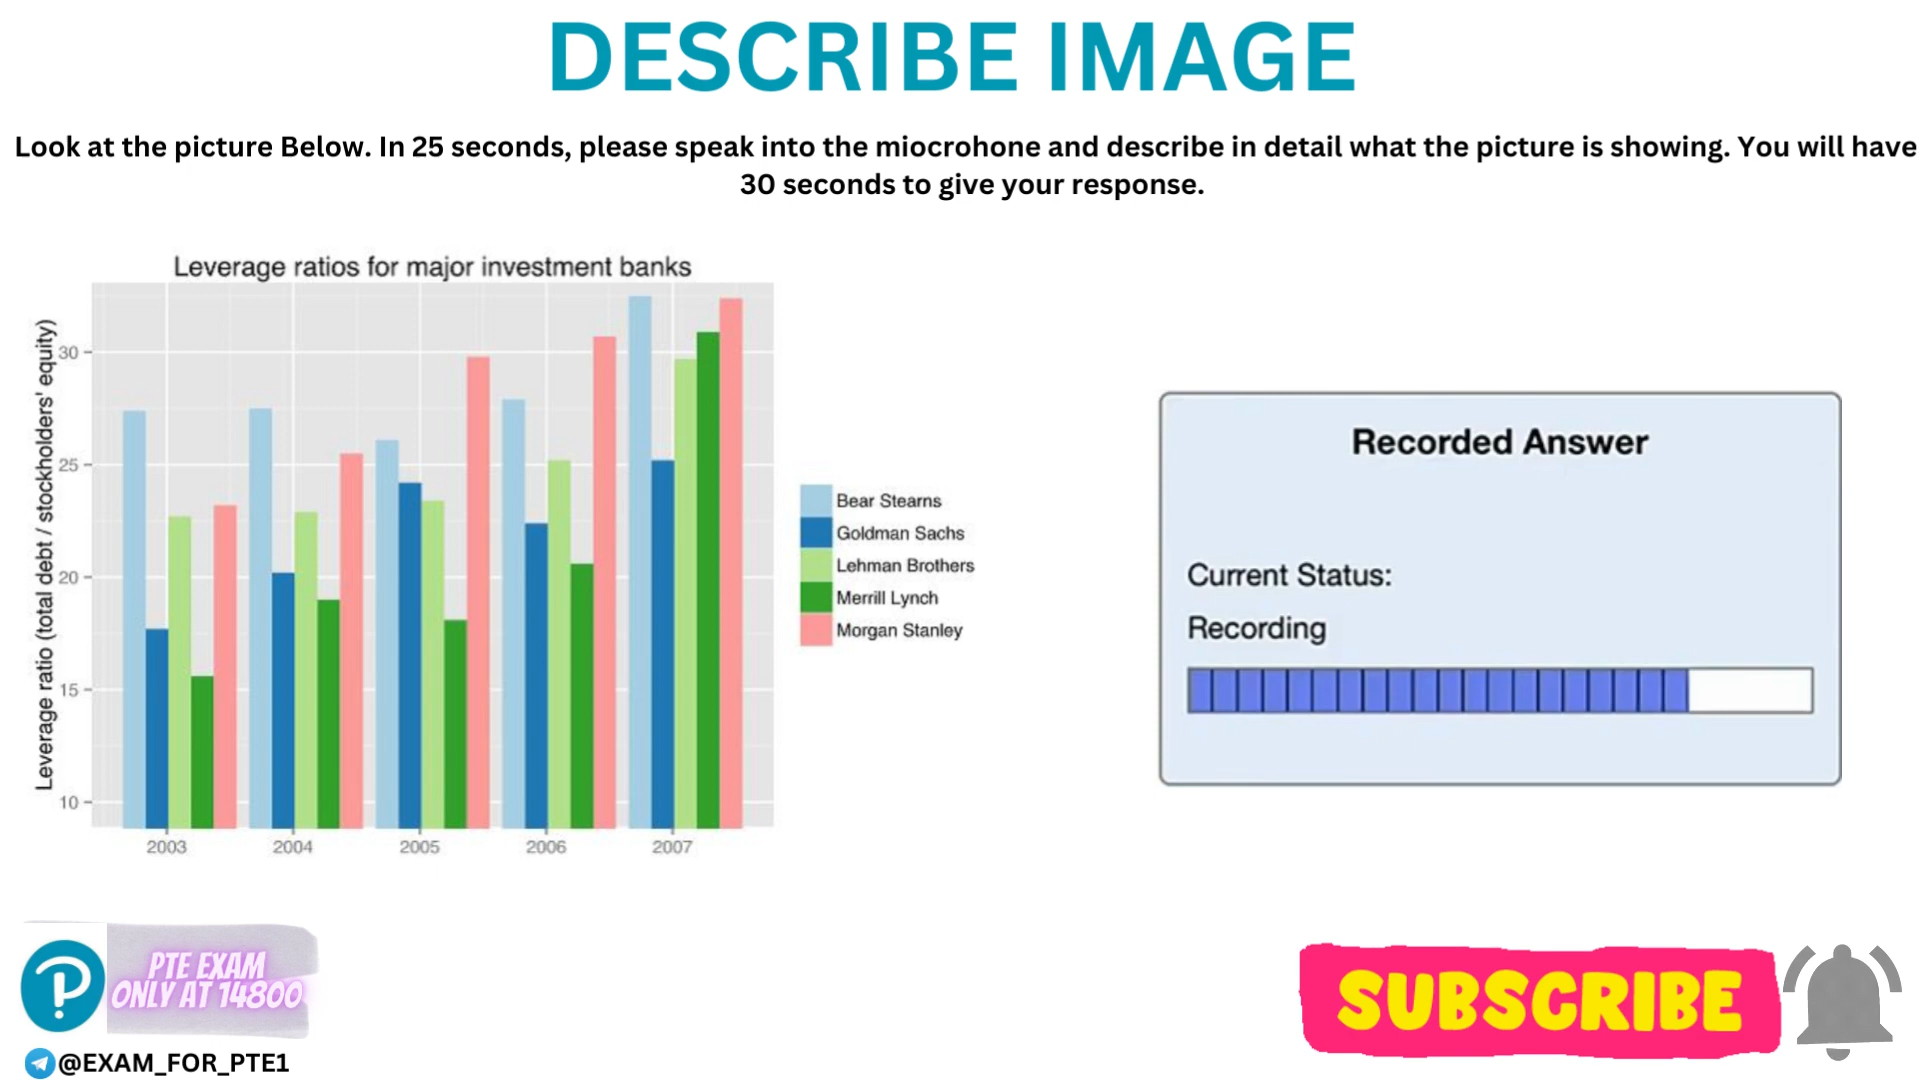 DESCRIBE IMAGE
Look at the picture Below. In 25 seconds, please speak into the miocrohone and describe in detail what the picture is showing. You will have
30 seconds to give your response.
Leverage ratios for major investment banks
Leverage ratio (total debt / stockholders' equity)
30
25
20
15
10
2003 2004 2005 2006 2007
Bear Stearns
Goldman Sachs
Lehman Brothers
Merrill Lynch
Morgan Stanley
Recorded Answer
Current Status:
Recording
P
PTE EXAM
ONLY AT 14800
@EXAM_FOR_PTE1
SUBSCRIBE